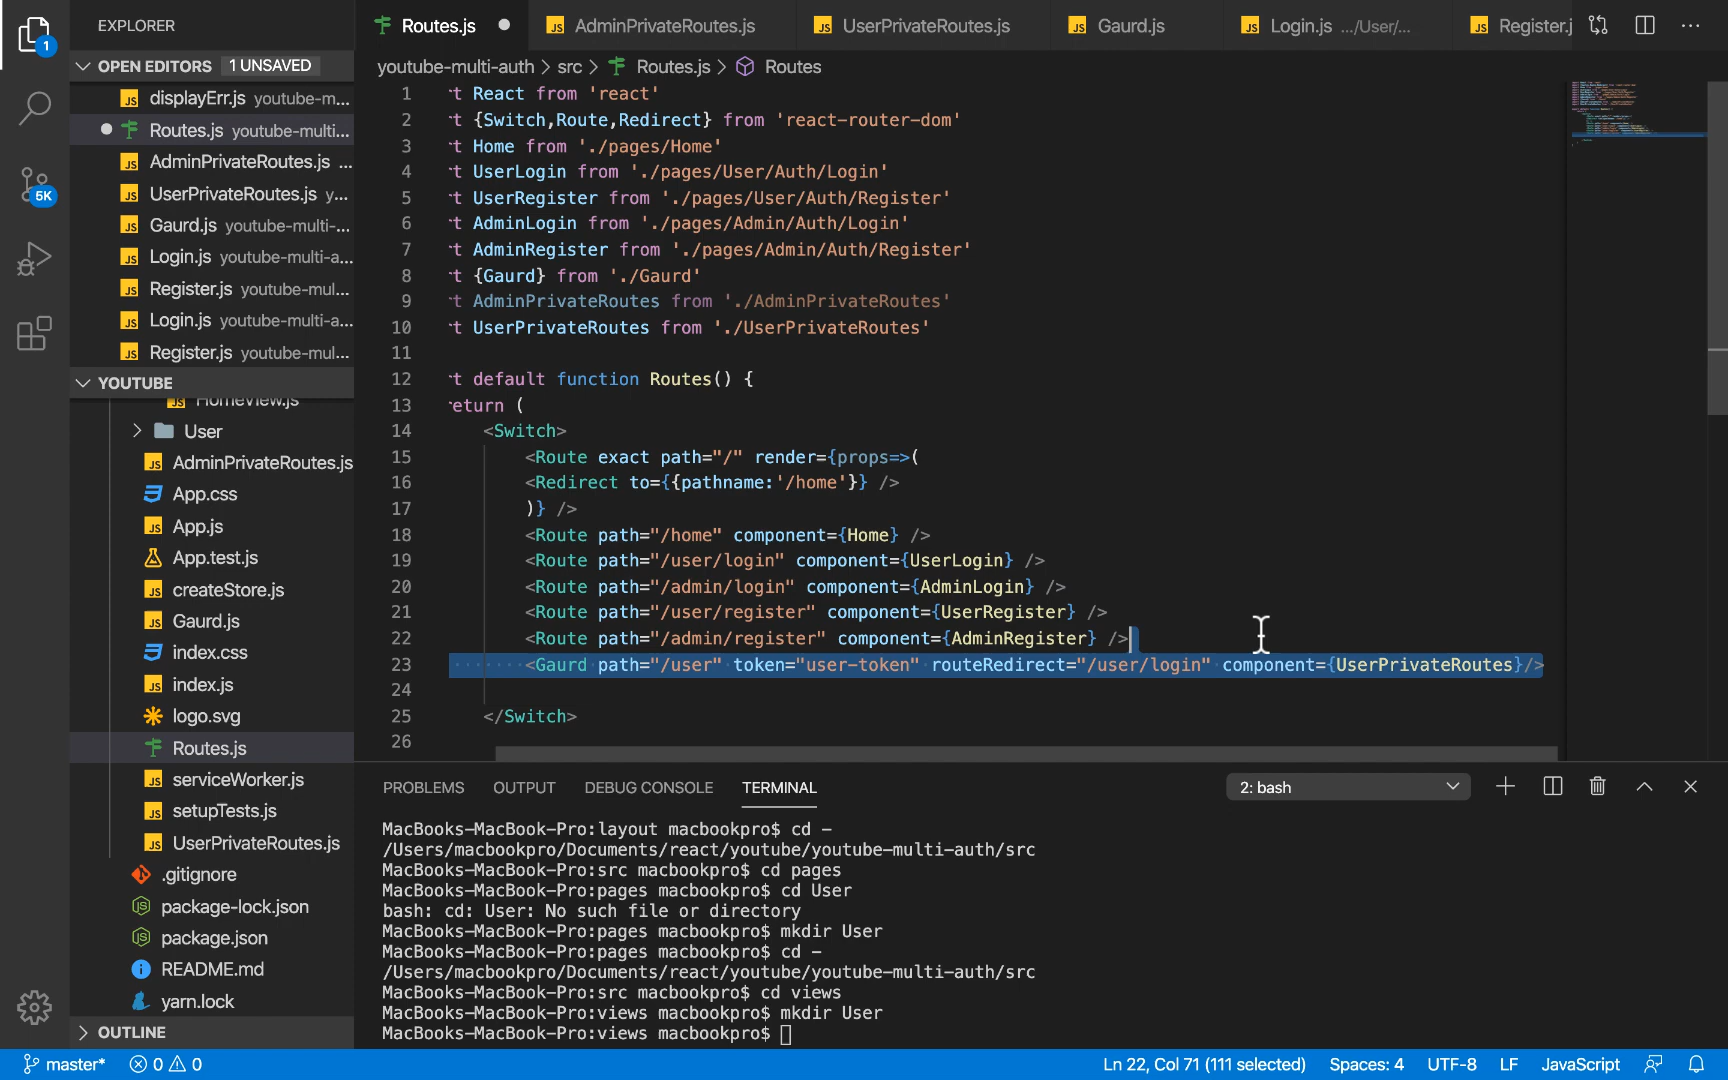 1
5K
EXPLORER
OPEN EDITORS 1 UNSAVED
displayErr.js youtube-m...
Routes.js youtube-multi...
AdminPrivateRoutes.js ...
UserPrivateRoutes.js y...
Gaurd.js youtube-multi-...
Login.js youtube-multi-a...
Register.js youtube-mul...
Login.js youtube-multi-a...
Register.js youtube-mul...
YOUTUBE
HomeView.js
User
AdminPrivateRoutes.js
App.css
App.js
App.test.js
createStore.js
Gaurd.js
index.css
index.js
logo.svg
Routes.js
serviceWorker.js
setupTests.js
UserPrivateRoutes.js
.gitignore
package-lock.json
package.json
README.md
yarn.lock
OUTLINE
Routes.js AdminPrivateRoutes.js UserPrivateRoutes.js Gaurd.js Login.js .../User/... Register.j
youtube-multi-auth > src > Routes.js > Routes
1 t React from 'react'
2 t {Switch,Route,Redirect} from 'react-router-dom'
3 t Home from './pages/Home'
4 t UserLogin from './pages/User/Auth/Login'
5 t UserRegister from './pages/User/Auth/Register'
6 t AdminLogin from './pages/Admin/Auth/Login'
7 t AdminRegister from './pages/Admin/Auth/Register'
8 t {Gaurd} from './Gaurd'
9 t AdminPrivateRoutes from './AdminPrivateRoutes'
10 t UserPrivateRoutes from './UserPrivateRoutes'
11
12 t default function Routes() {
13 eturn (
14 <Switch>
15 <Route exact path="/" render={props=>(
16 <Redirect to={{pathname:'/home'}} />
17 )} />
18 <Route path="/home" component={Home} />
19 <Route path="/user/login" component={UserLogin} />
20 <Route path="/admin/login" component={AdminLogin} />
21 <Route path="/user/register" component={UserRegister} />
22 <Route path="/admin/register" component={AdminRegister} />
23 <Gaurd path="/user" token="user-token" routeRedirect="/user/login" component={UserPrivateRoutes}/>
24
25 </Switch>
26
PROBLEMS OUTPUT DEBUG CONSOLE TERMINAL 2: bash
MacBooks-MacBook-Pro:layout macbookpro$ cd -
/Users/macbookpro/Documents/react/youtube/youtube-multi-auth/src
MacBooks-MacBook-Pro:src macbookpro$ cd pages
MacBooks-MacBook-Pro:pages macbookpro$ cd User
bash: cd: User: No such file or directory
MacBooks-MacBook-Pro:pages macbookpro$ mkdir User
MacBooks-MacBook-Pro:pages macbookpro$ cd -
/Users/macbookpro/Documents/react/youtube/youtube-multi-auth/src
MacBooks-MacBook-Pro:src macbookpro$ cd views
MacBooks-MacBook-Pro:views macbookpro$ mkdir User
MacBooks-MacBook-Pro:views macbookpro$
master* 0 0 Ln 22, Col 71 (111 selected) Spaces: 4 UTF-8 LF JavaScript